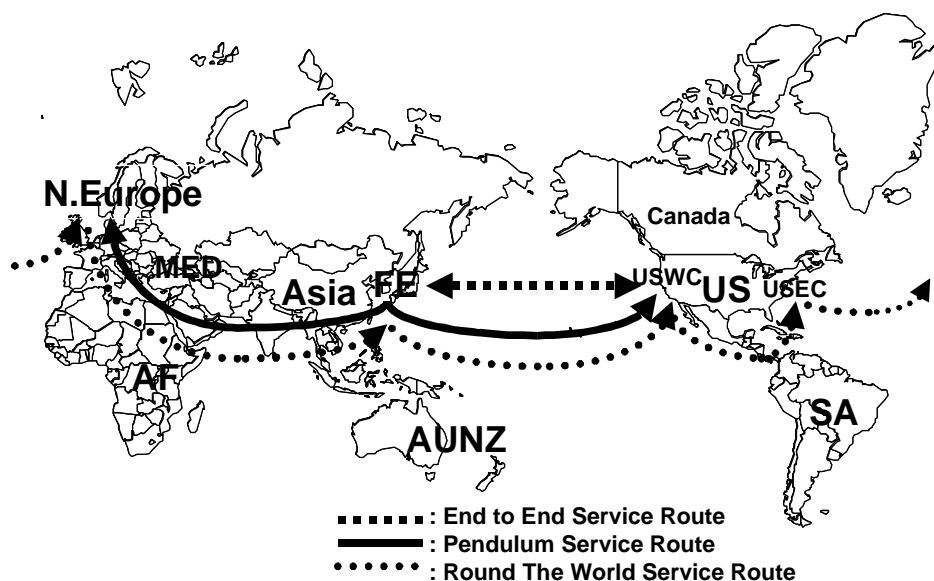 N.Europe
Canada
MED
Asia
FE
USWC
US
USEC
AF
SA
AUNZ
: End to End Service Route
: Pendulum Service Route
: Round The World Service Route